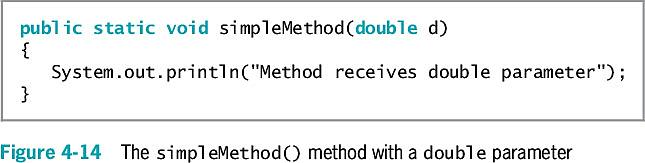 public static void simpleMethod(double d)
{
   System.out.println("Method receives double parameter");
}
Figure 4-14 The simpleMethod() method with a double parameter